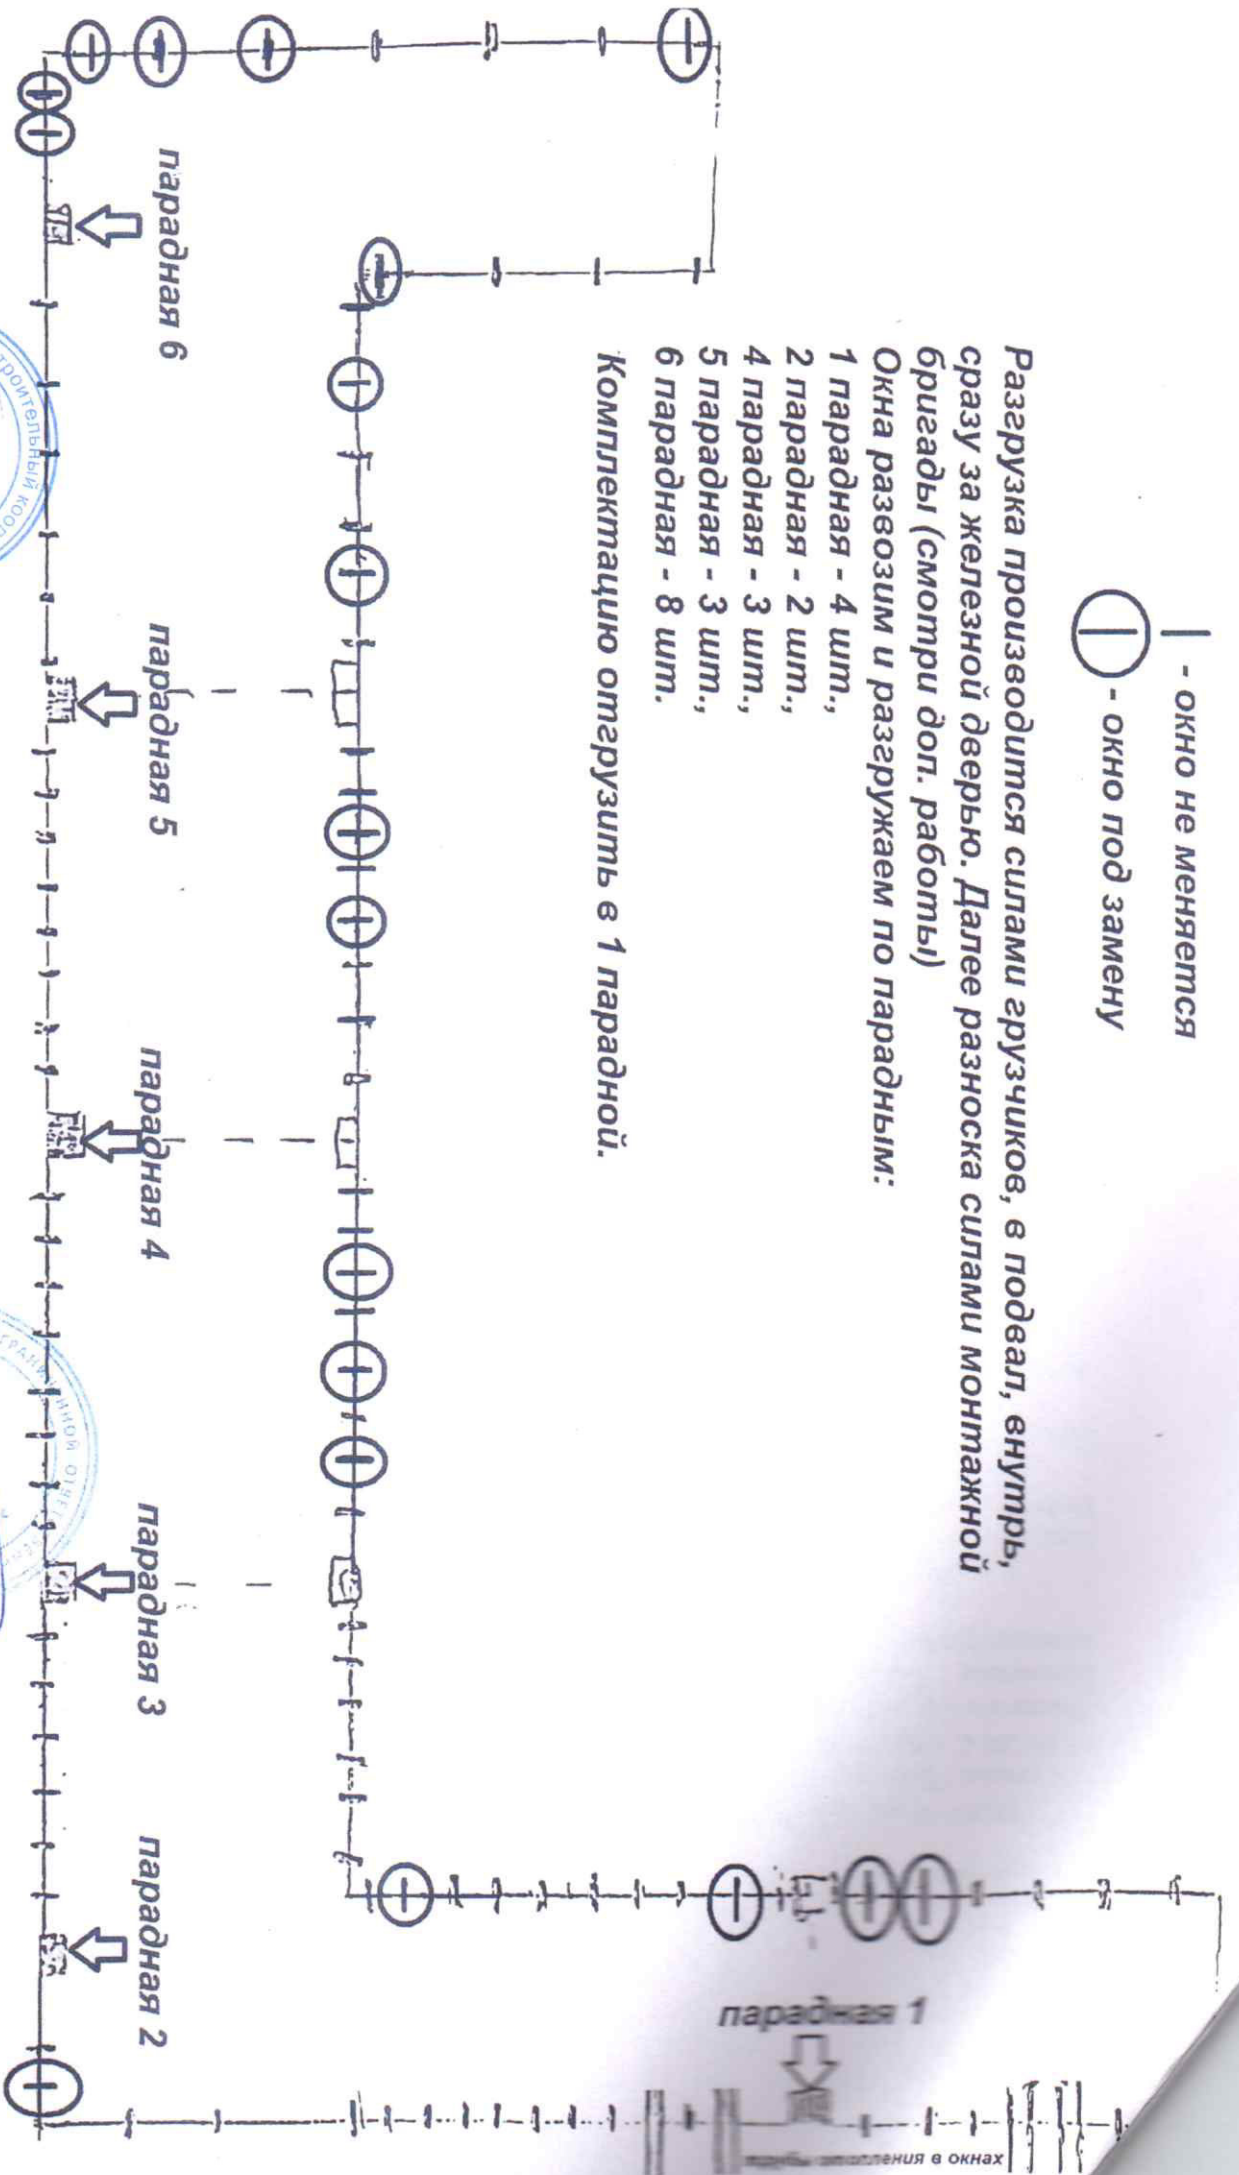 - окно не меняется
- окно под замену
Разгрузка производится силами грузчиков, в подвал, внутрь,
сразу за железной дверью. Далее разноска силами монтажной
бригады (смотри доп. работы)
Окна развозим и разгружаем по парадным:
1 парадная - 4 шт.,
2 парадная - 2 шт.,
4 парадная - 3 шт.,
5 парадная - 3 шт.,
6 парадная - 8 шт.
Комплектацию отгрузить в 1 парадной.
парадная 6
парадная 5
парадная 4
парадная 3
парадная 2
парадная 1
трубы отопления в окнах